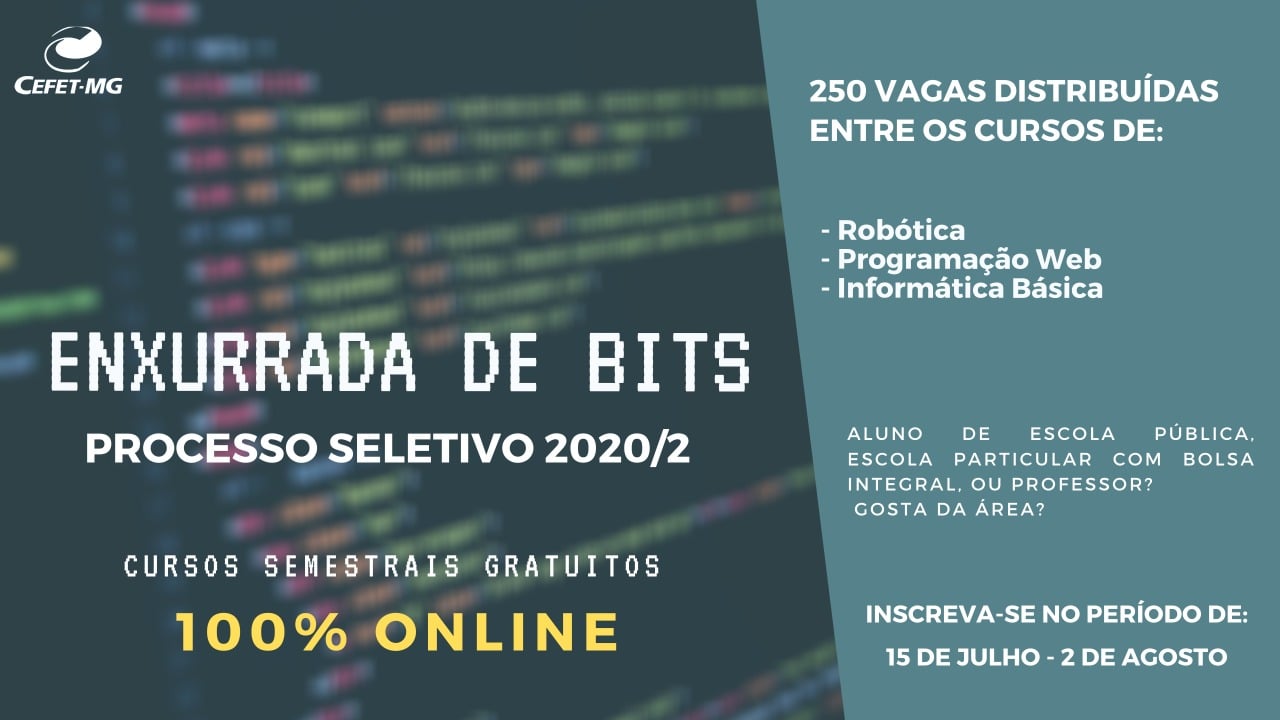 CEFET-MG
ENXURRADA DE BITS
PROCESSO SELETIVO 2020/2
CURSOS SEMESTRAIS GRATUITOS
100% ONLINE
250 VAGAS DISTRIBUÍDAS
ENTRE OS CURSOS DE:
- Robótica
- Programação Web
- Informática Básica
ALUNO DE ESCOLA PÚBLICA,
ESCOLA PARTICULAR COM BOLSA
INTEGRAL, OU PROFESSOR?
GOSTA DA ÁREA?
INSCREVA-SE NO PERÍODO DE:
15 DE JULHO - 2 DE AGOSTO